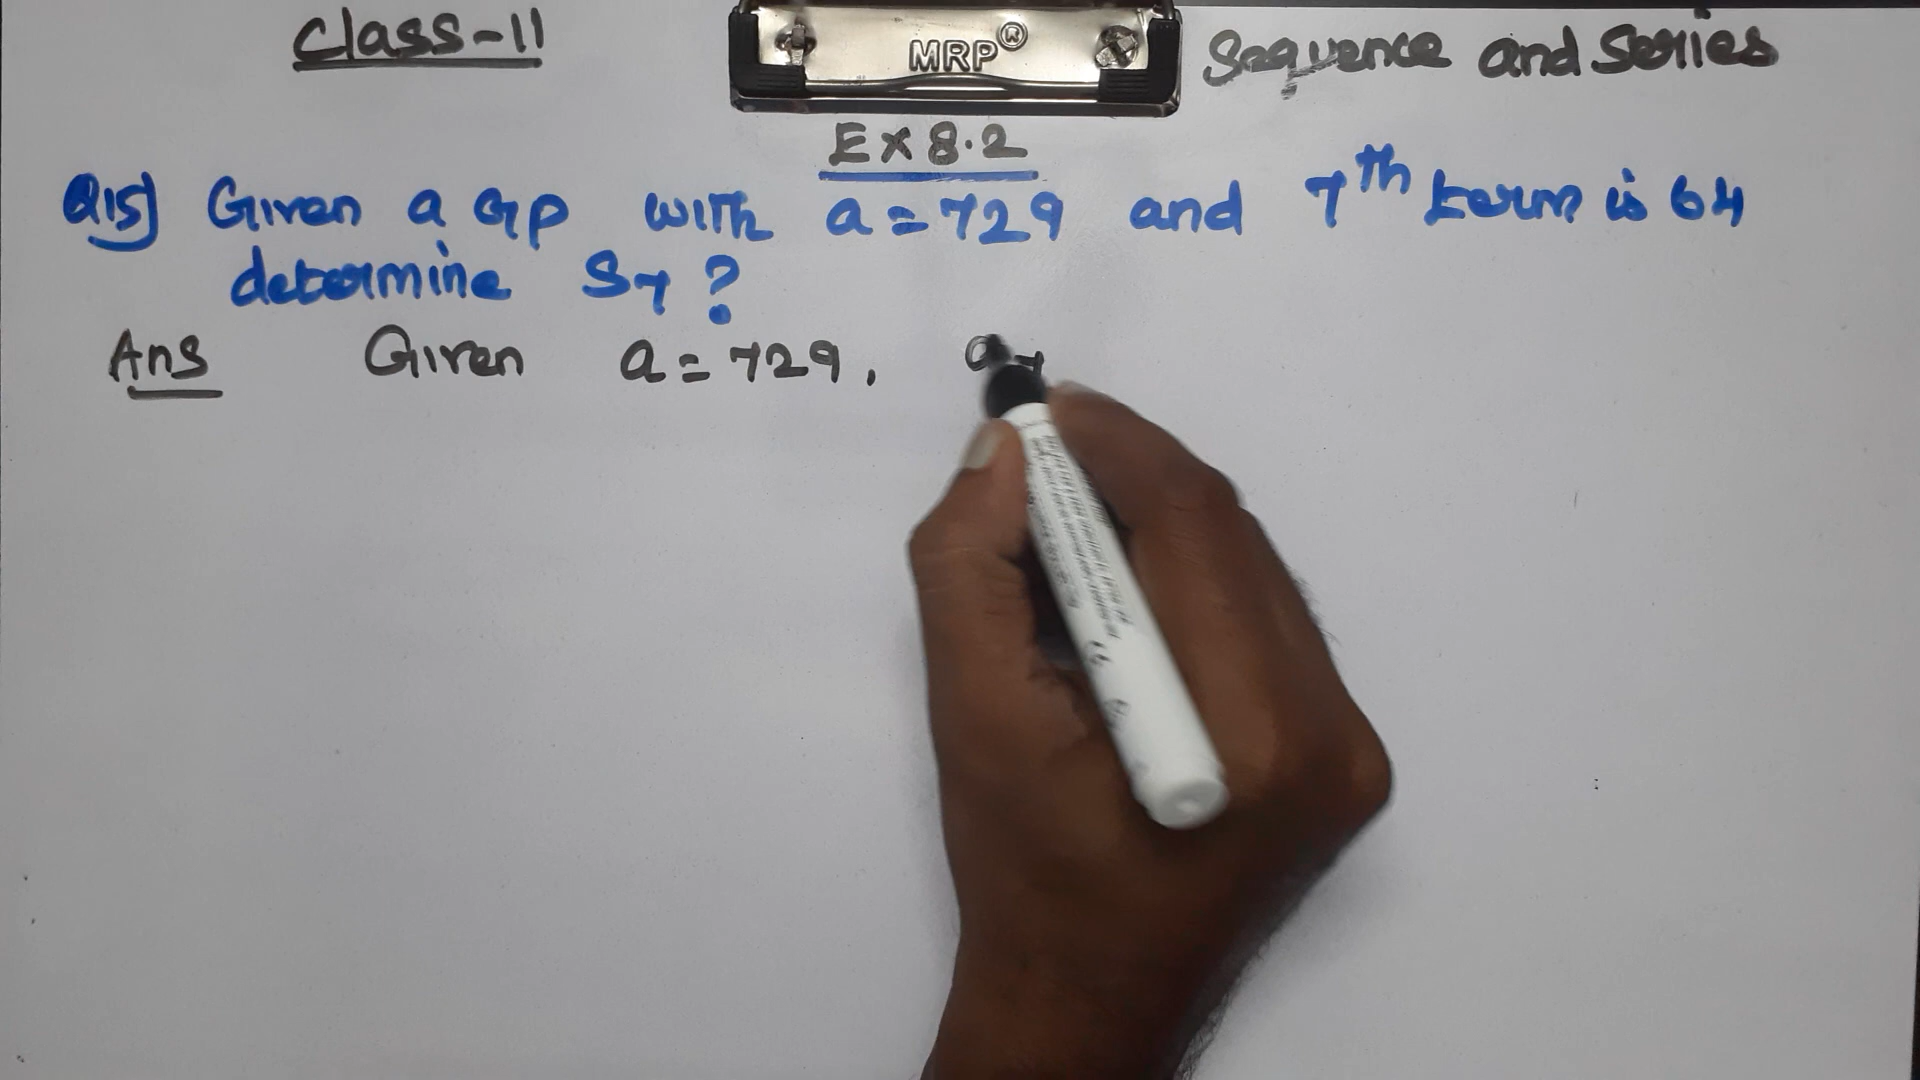 Class-11
MRP®
Sequence and Series
Ex 8.2
Q15) Given a GP with a=729 and 7th term is 64
determine S7 ?
Ans Given a=729, a7